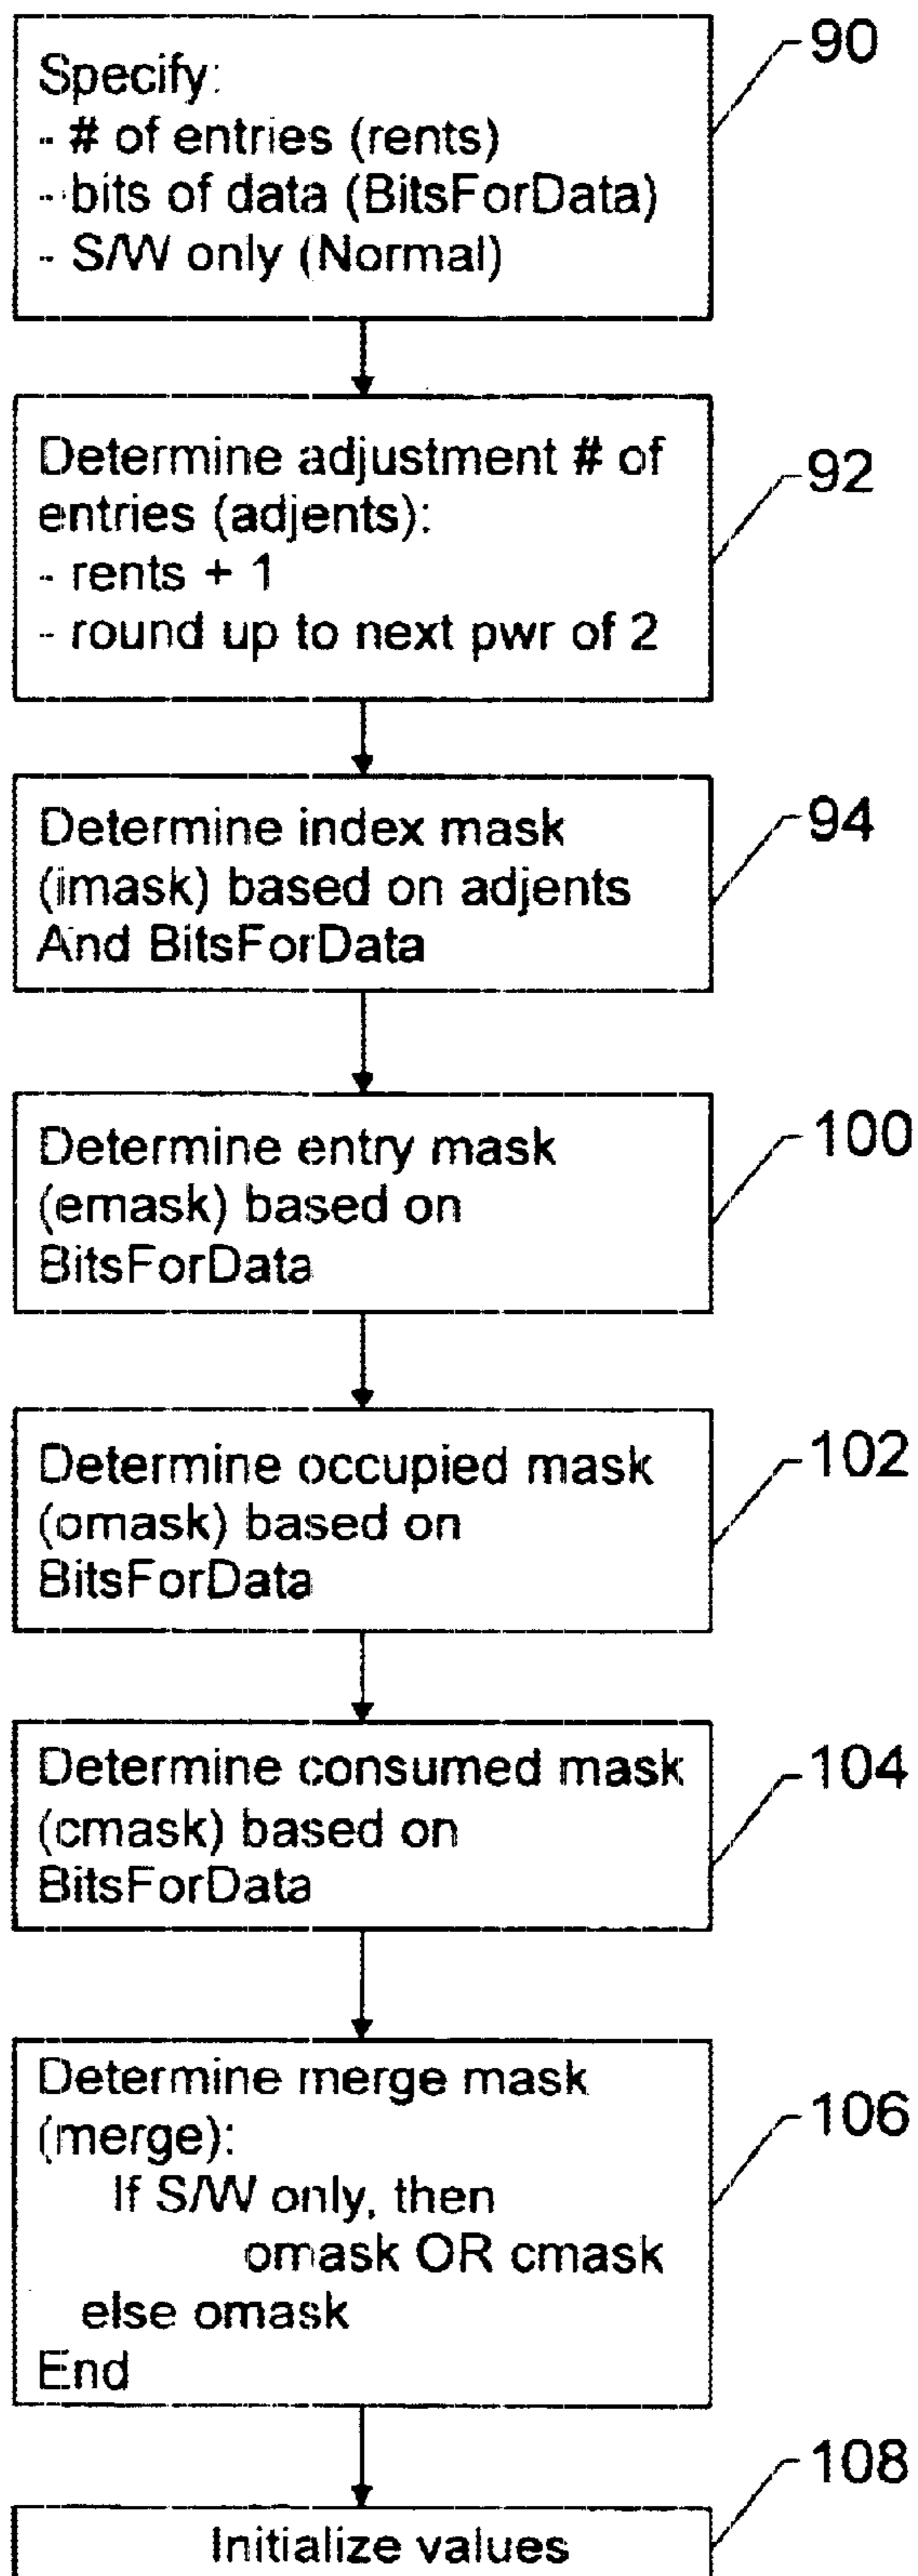 Specify:
- # of entries (rents)
- bits of data (BitsForData)
- S/W only (Normal)
90
Determine adjustment # of
entries (adjents):
- rents + 1
- round up to next pwr of 2
92
Determine index mask
(imask) based on adjents
And BitsForData
94
Determine entry mask
(emask) based on
BitsForData
100
Determine occupied mask
(omask) based on
BitsForData
102
Determine consumed mask
(cmask) based on
BitsForData
104
Determine merge mask
(merge):
If S/W only, then
omask OR cmask
else omask
End
106
Initialize values
108